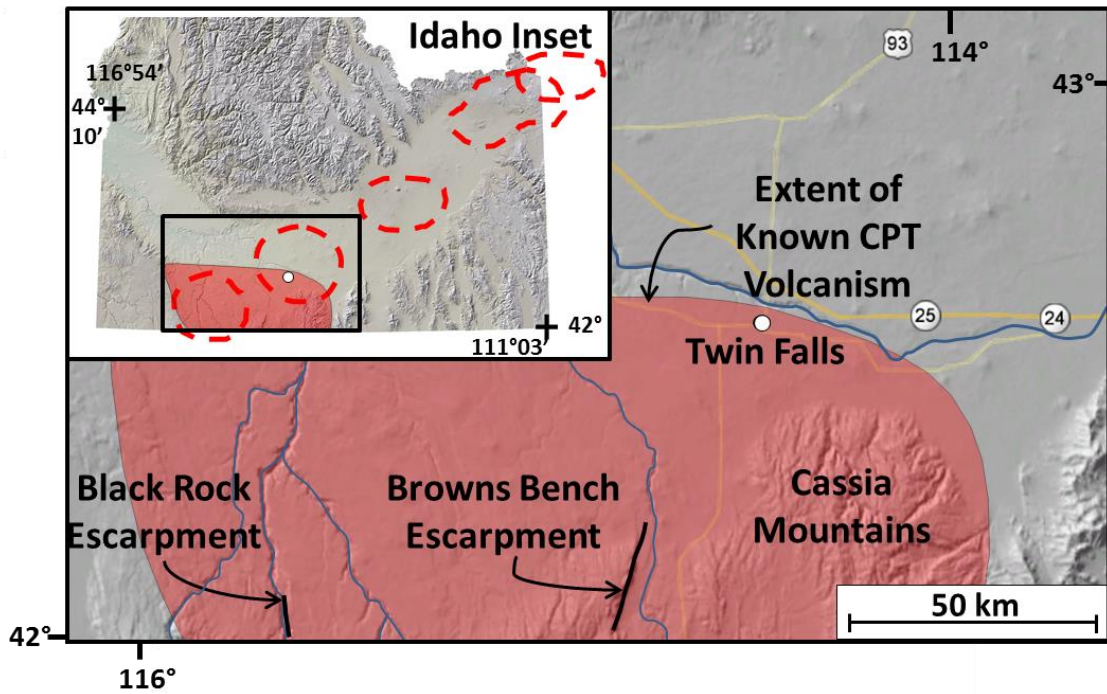 Idaho Inset
116°54’
44°
10’
42°
111°03’
93
114°
43°
Extent of
Known CPT
Volcanism
25
24
Twin Falls
Black Rock
Escarpment
Browns Bench
Escarpment
Cassia
Mountains
50 km
42°
116°